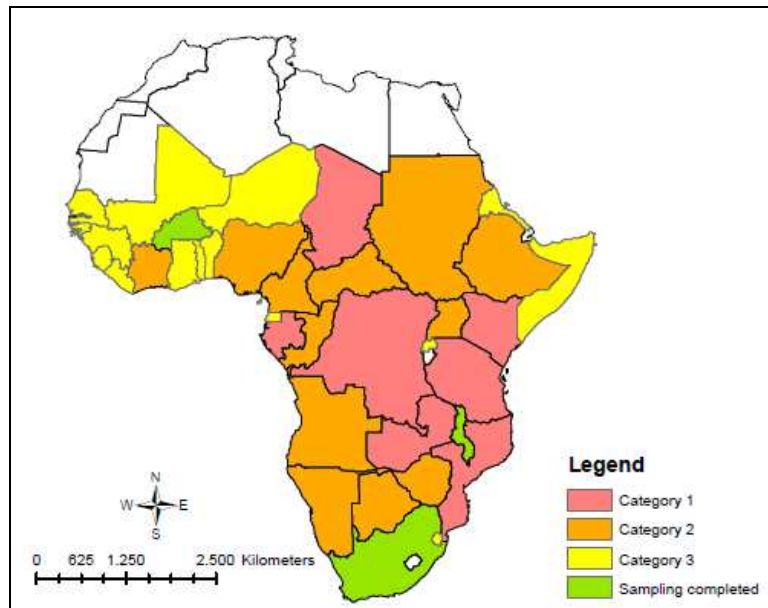 Legend
Category 1
Category 2
Category 3
Sampling completed
N
W E
S
0 625 1.250 2.500 Kilometers